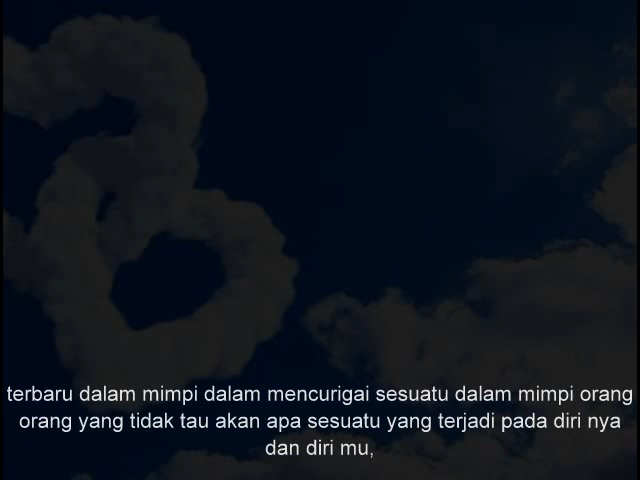 terbaru dalam mimpi dalam mencurigai sesuatu dalam mimpi orang
orang yang tidak tau akan apa sesuatu yang terjadi pada diri nya
dan diri mu,